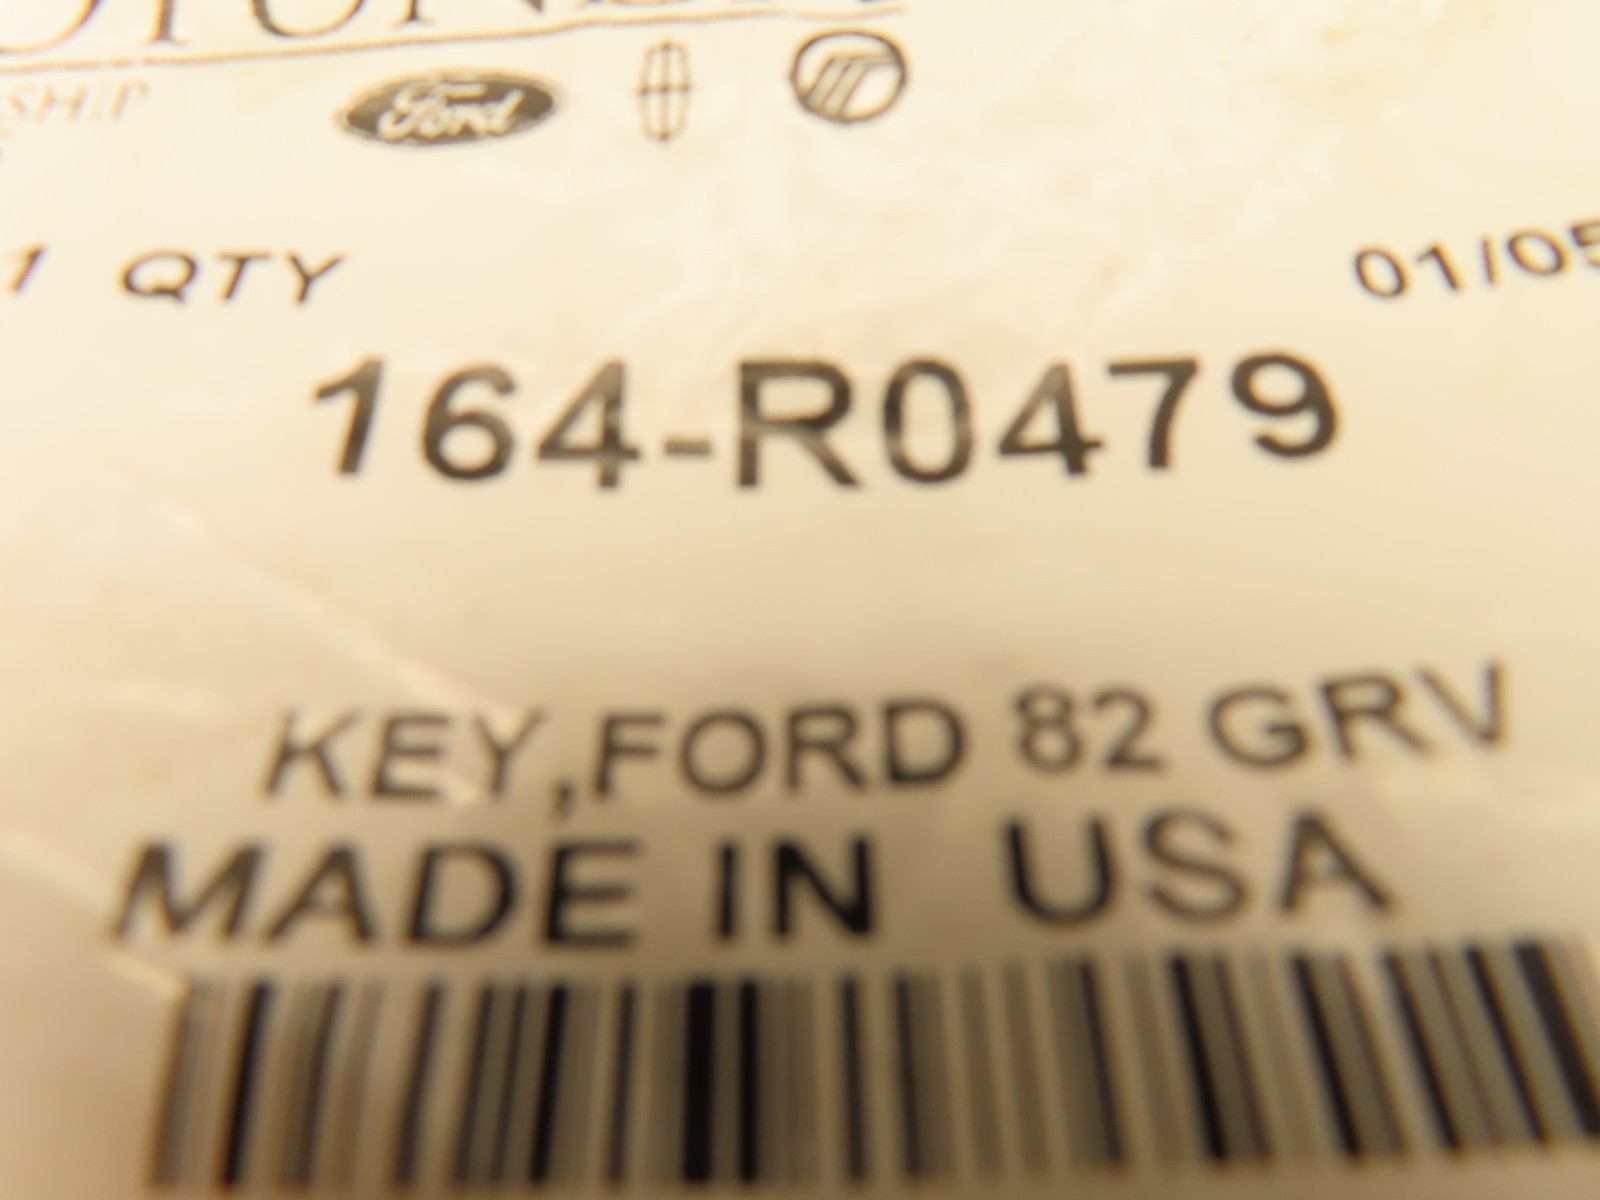 SHIP
Ford
1 QTY 01/05
164-R0479
KEY,FORD 82 GRV
MADE IN USA